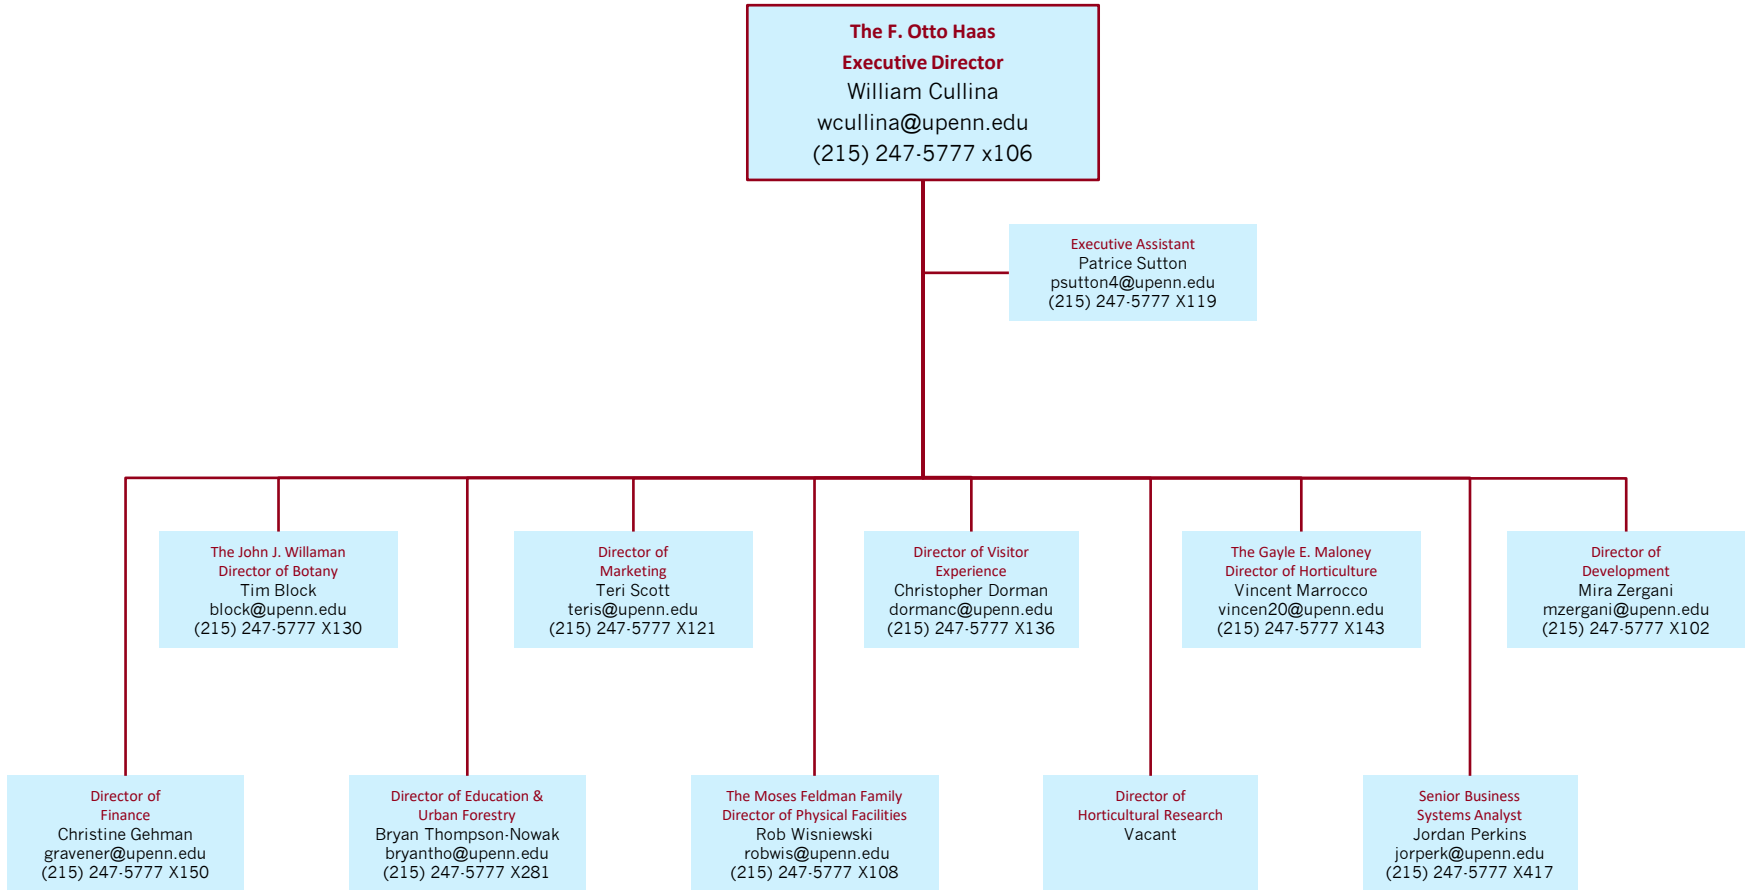 The F. Otto Haas
Executive Director
William Cullina
wcullina@upenn.edu
(215) 247-5777 x106
Executive Assistant
Patrice Sutton
psutton4@upenn.edu
(215) 247-5777 X119
The John J. Willaman
Director of Botany
Tim Block
block@upenn.edu
(215) 247-5777 X130
Director of
Marketing
Teri Scott
teris@upenn.edu
(215) 247-5777 X121
Director of Visitor
Experience
Christopher Dorman
dormanc@upenn.edu
(215) 247-5777 X136
The Gayle E. Maloney
Director of Horticulture
Vincent Marrocco
vincen20@upenn.edu
(215) 247-5777 X143
Director of
Development
Mira Zergani
mzergani@upenn.edu
(215) 247-5777 X102
Director of
Finance
Christine Gehman
gravener@upenn.edu
(215) 247-5777 X150
Director of Education &
Urban Forestry
Bryan Thompson-Nowak
bryantho@upenn.edu
(215) 247-5777 X281
The Moses Feldman Family
Director of Physical Facilities
Rob Wisniewski
robwis@upenn.edu
(215) 247-5777 X108
Director of
Horticultural Research
Vacant
Senior Business
Systems Analyst
Jordan Perkins
jorperk@upenn.edu
(215) 247-5777 X417